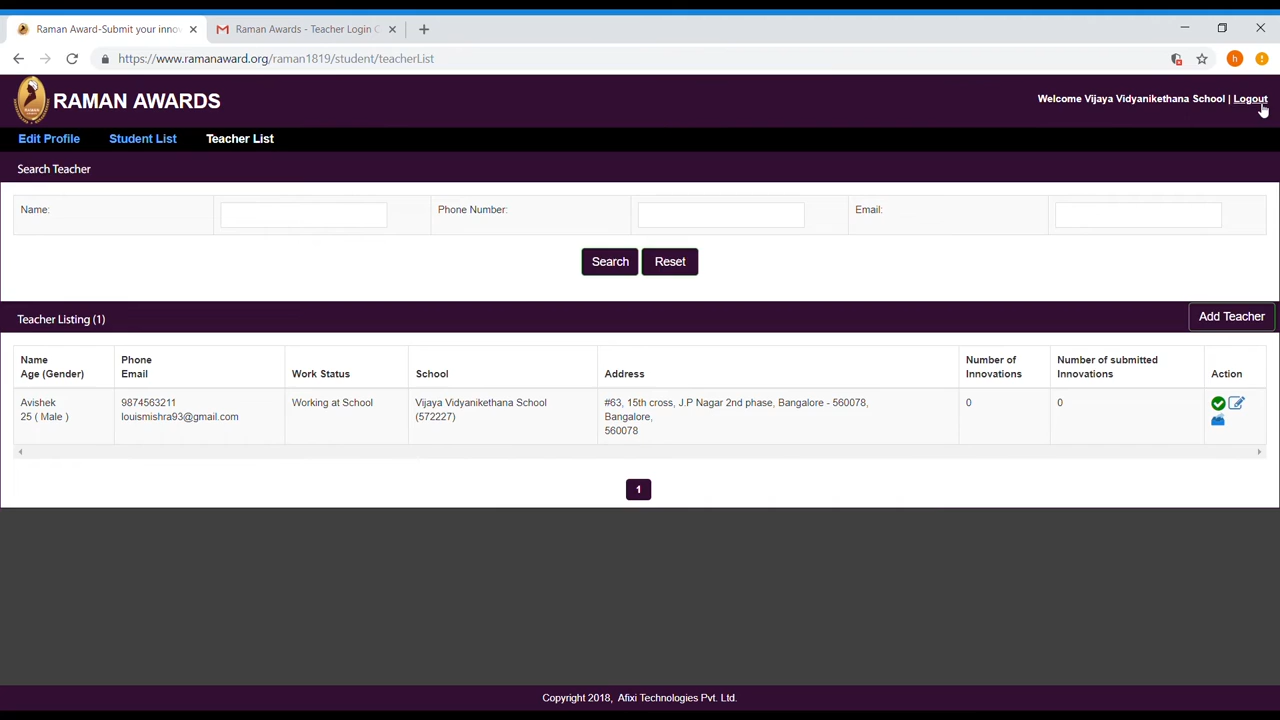 Raman Award-Submit your inno
Raman Awards - Teacher Login C
https://www.ramanaward.org/raman1819/student/teacherList
h
RAMAN AWARDS
Welcome Vijaya Vidyanikethana School | Logout
Edit Profile Student List Teacher List
Search Teacher
Name: Phone Number: Email:
Search Reset
Teacher Listing (1) Add Teacher
Name Phone Number of Number of submitted
Age (Gender) Email Work Status School Address Innovations Innovations Action
Avishek 9874563211 Working at School Vijaya Vidyanikethana School #63, 15th cross, J.P Nagar 2nd phase, Bangalore - 560078, 0 0
25 ( Male ) louismishra93@gmail.com (572227) Bangalore,
560078
1
Copyright 2018, Afixi Technologies Pvt. Ltd.